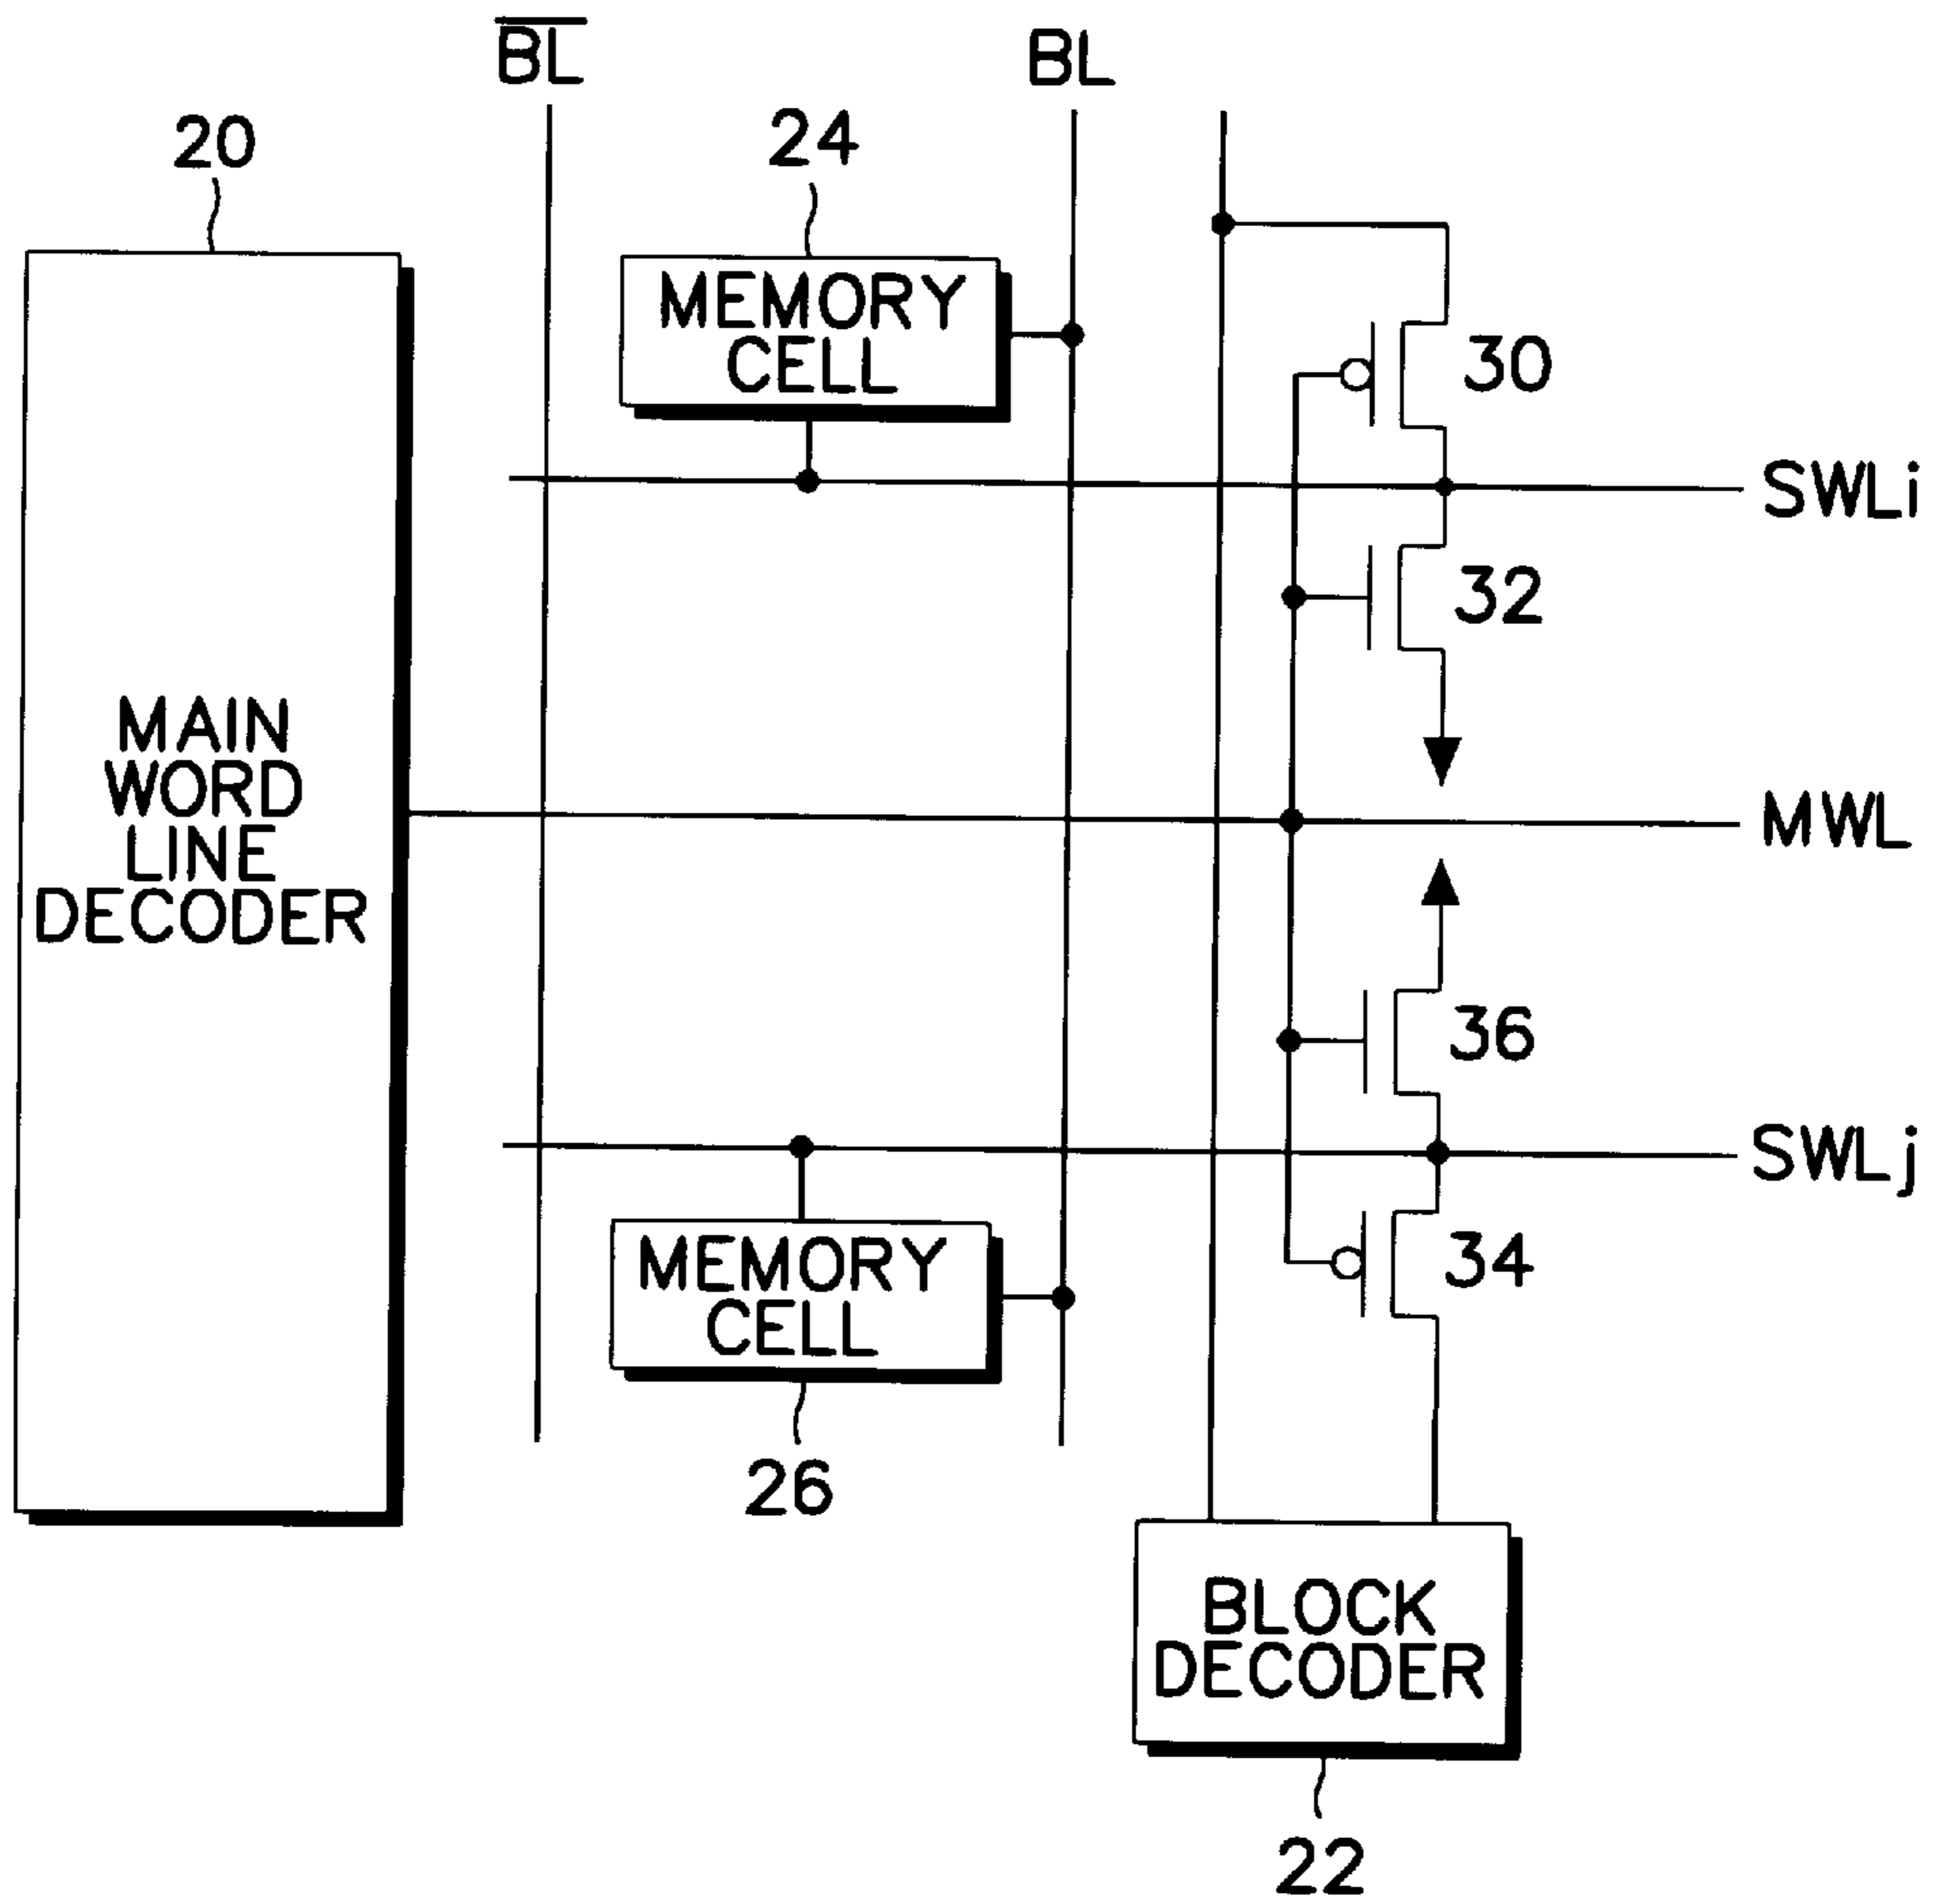 B̅L̅
BL
20
24
MEMORY
CELL
30
SWLi
32
MAIN
WORD
LINE
DECODER
MWL
36
SWLj
MEMORY
CELL
34
26
BLOCK
DECODER
22